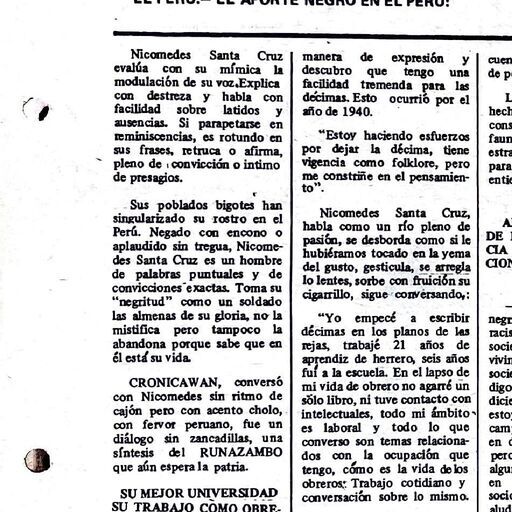 EL PERU.— EL APORTE NEGRO EN EL PERU:
Nicomedes Santa Cruz
evalúa con su mímica la
modulación de su voz.Explica
con destreza y habla con
facilidad sobre latidos y
ausencias. Si parapetarse en
reminiscencias, es rotundo en
sus frases, retruca o afirma,
pleno de convicción o intimo
de presagios.
Sus poblados bigotes han
singularizado su rostro en el
Perú. Negado con encono o
aplaudido sin tregua, Nicome-
des Santa Cruz es un hombre
de palabras puntuales y de
convicciones exactas. Toma su
"negritud" como un soldado
las almenas de su gloria, no la
mistifica pero tampoco la
abandona porque sabe que en
él está su vida.
CRONICAWAN, conversó
con Nicomedes sin ritmo de
cajón pero con acento cholo,
con fervor peruano, fue un
diálogo sin zancadillas, una
síntesis del RUNAZAMBO
que aún espera la patria.
SU MEJOR UNIVERSIDAD
SU TRABAJO COMO OBRE-
manera de expresión y
descubro que tengo una
facilidad tremenda para las
décimas. Esto ocurrió por el
año de 1940.
"Estoy haciendo esfuerzos
por dejar la décima, tiene
vigencia como folklore, pero
me constriñe en el pensamien-
to".
Nicomedes Santa Cruz,
habla como un río pleno de
pasión, se desborda como si le
hubiéramos tocado en la yema
del gusto, gesticula, se arregla
lo lentes, sorbe con fruición su
cigarrillo, sigue conversando,:
"Yo empecé a escribir
décimas en los planos de las
rejas, trabajé 21 años de
aprendiz de herrero, seis años
fuí a la escuela. En el lapso de
mi vida de obrero no agarré un
sólo libro, ni tuve contacto con
intelectuales, todo mi ámbito
es laboral y todo lo que
converso son temas relaciona-
dos con la ocupación que
tengo, cómo es la vida de los
obreros: Trabajo cotidiano y
conversación sobre lo mismo.
cuen
de p
L
hech
cons
faun
estra
para
entie
A
DE
CIA
CION
negr
racis
socie
vivin
socie
digo
dicie
estoy
camp
en d
perc
algun
en
socio
alud